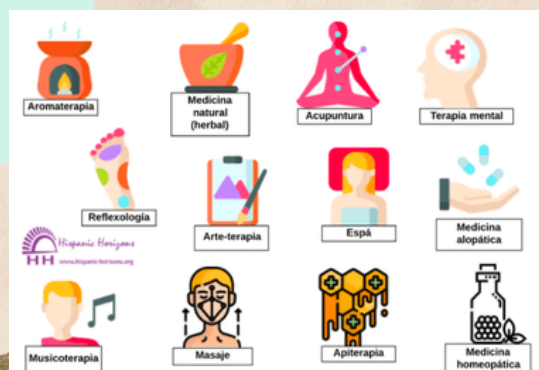 Aromaterapia
Medicina
natural
(herbal)
Acupuntura
Terapia mental
Reflexología
Arte-terapia
Espá
Medicina
alopática
Hispanic Horizons
HH
www.hispanic-horizons.org
Musicoterapia
Masaje
Apiterapia
Medicina
homeopática